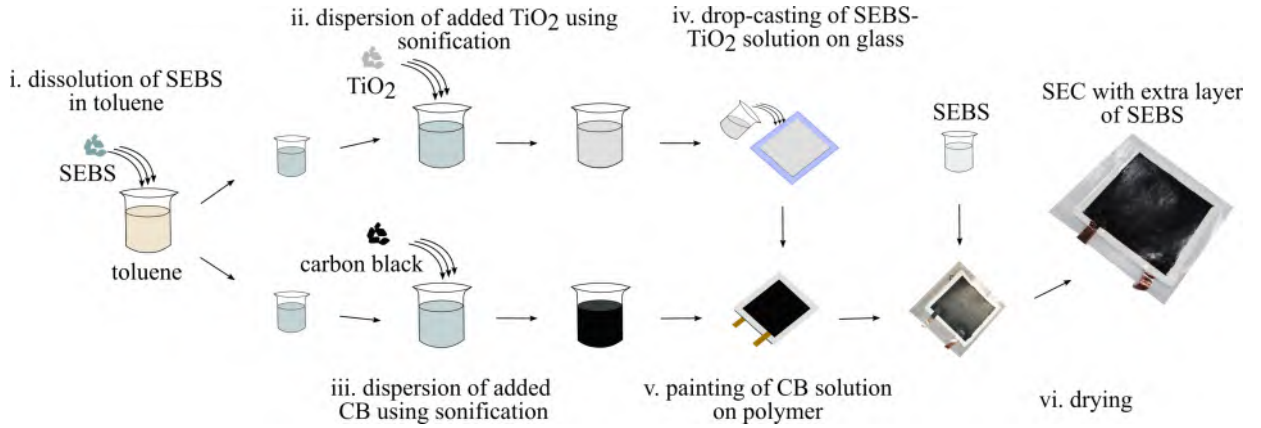 i. dissolution of SEBS
in toluene
SEBS
toluene
ii. dispersion of added TiO2 using
sonification
TiO2
carbon black
iii. dispersion of added
CB using sonification
iv. drop-casting of SEBS-
TiO2 solution on glass
v. painting of CB solution
on polymer
SEBS
SEC with extra layer
of SEBS
vi. drying